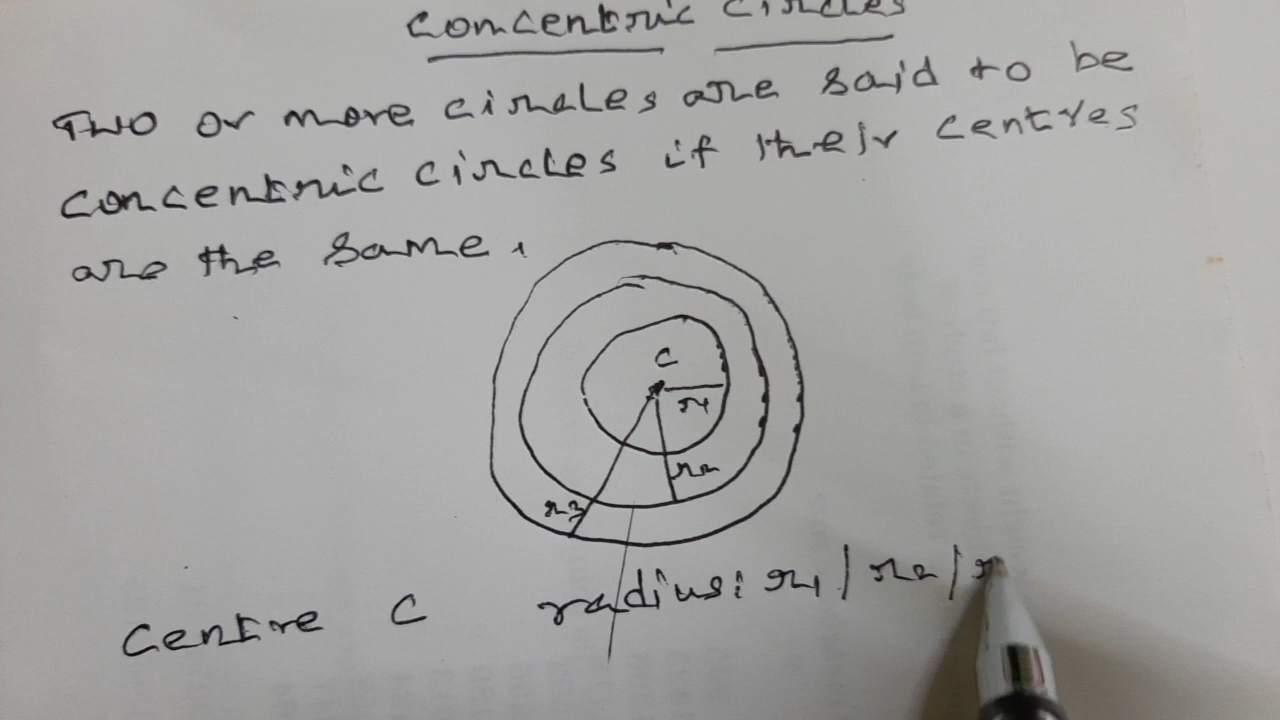 Concentric Circles
Two or more circles are said to be
concentric circles if their centres
are the same.
C
r1
r2
r3
Centre C radius: r1 / r2 / r